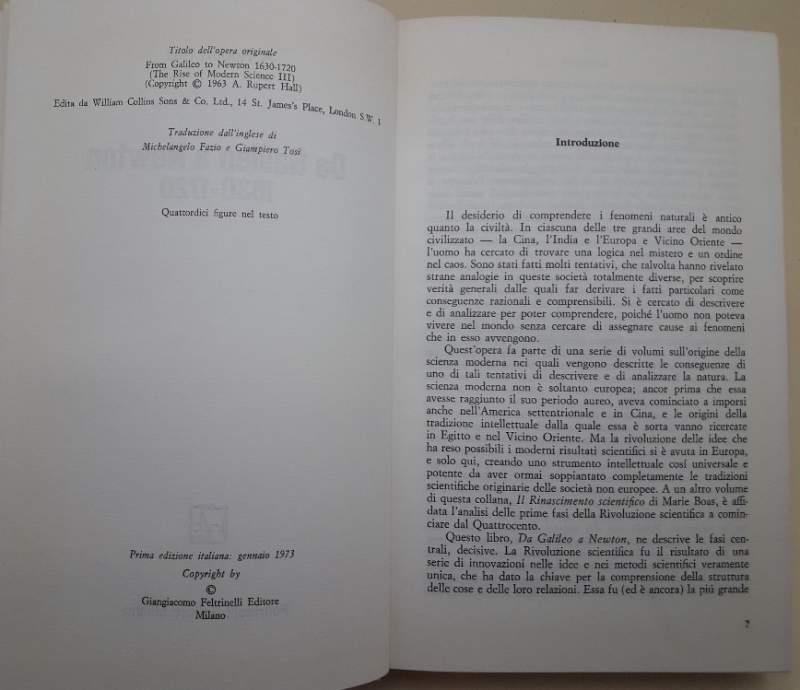 Titolo dell'opera originale
From Galileo to Newton 1630-1720
(The Rise of Modern Science III)
(Copyright © 1963 A. Rupert Hall)
Edita da William Collins Sons & Co. Ltd., 14 St. James's Place, London S.W. 1
Traduzione dall'inglese di
Michelangelo Fazio e Giampiero Tosi
Quattordici figure nel testo
Prima edizione italiana: gennaio 1973
Copyright by
©
Giangiacomo Feltrinelli Editore
Milano
Introduzione
Il desiderio di comprendere i fenomeni naturali è antico
quanto la civiltà. In ciascuna delle tre grandi aree del mondo
civilizzato — la Cina, l'India e l'Europa e Vicino Oriente —
l'uomo ha cercato di trovare una logica nel mistero e un ordine
nel caos. Sono stati fatti molti tentativi, che talvolta hanno rivelato
strane analogie in queste società totalmente diverse, per scoprire
verità generali dalle quali far derivare i fatti particolari come
conseguenze razionali e comprensibili. Si è cercato di descrivere
e di analizzare per poter comprendere, poiché l'uomo non poteva
vivere nel mondo senza cercare di assegnare cause ai fenomeni
che in esso avvengono.
Quest'opera fa parte di una serie di volumi sull'origine della
scienza moderna nei quali vengono descritte le conseguenze di
uno di tali tentativi di descrivere e di analizzare la natura. La
scienza moderna non è soltanto europea; ancor prima che essa
avesse raggiunto il suo periodo aureo, aveva cominciato a imporsi
anche nell'America settentrionale e in Cina, e le origini della
tradizione intellettuale dalla quale essa è sorta vanno ricercate
in Egitto e nel Vicino Oriente. Ma la rivoluzione delle idee che
ha reso possibili i moderni risultati scientifici si è avuta in Europa,
e solo qui, creando uno strumento intellettuale cosí universale e
potente da aver ormai soppiantato completamente le tradizioni
scientifiche originarie delle società non europee. A un altro volume
di questa collana, Il Rinascimento scientifico di Marie Boas, è affi-
data l'analisi delle prime fasi della Rivoluzione scientifica a comin-
ciare dal Quattrocento.
Questo libro, Da Galileo a Newton, ne descrive le fasi cen-
trali, decisive. La Rivoluzione scientifica fu il risultato di una
serie di innovazioni nelle idee e nei metodi scientifici veramente
unica, che ha dato la chiave per la comprensione della struttura
delle cose e delle loro relazioni. Essa fu (ed è ancora) la piú grande
7